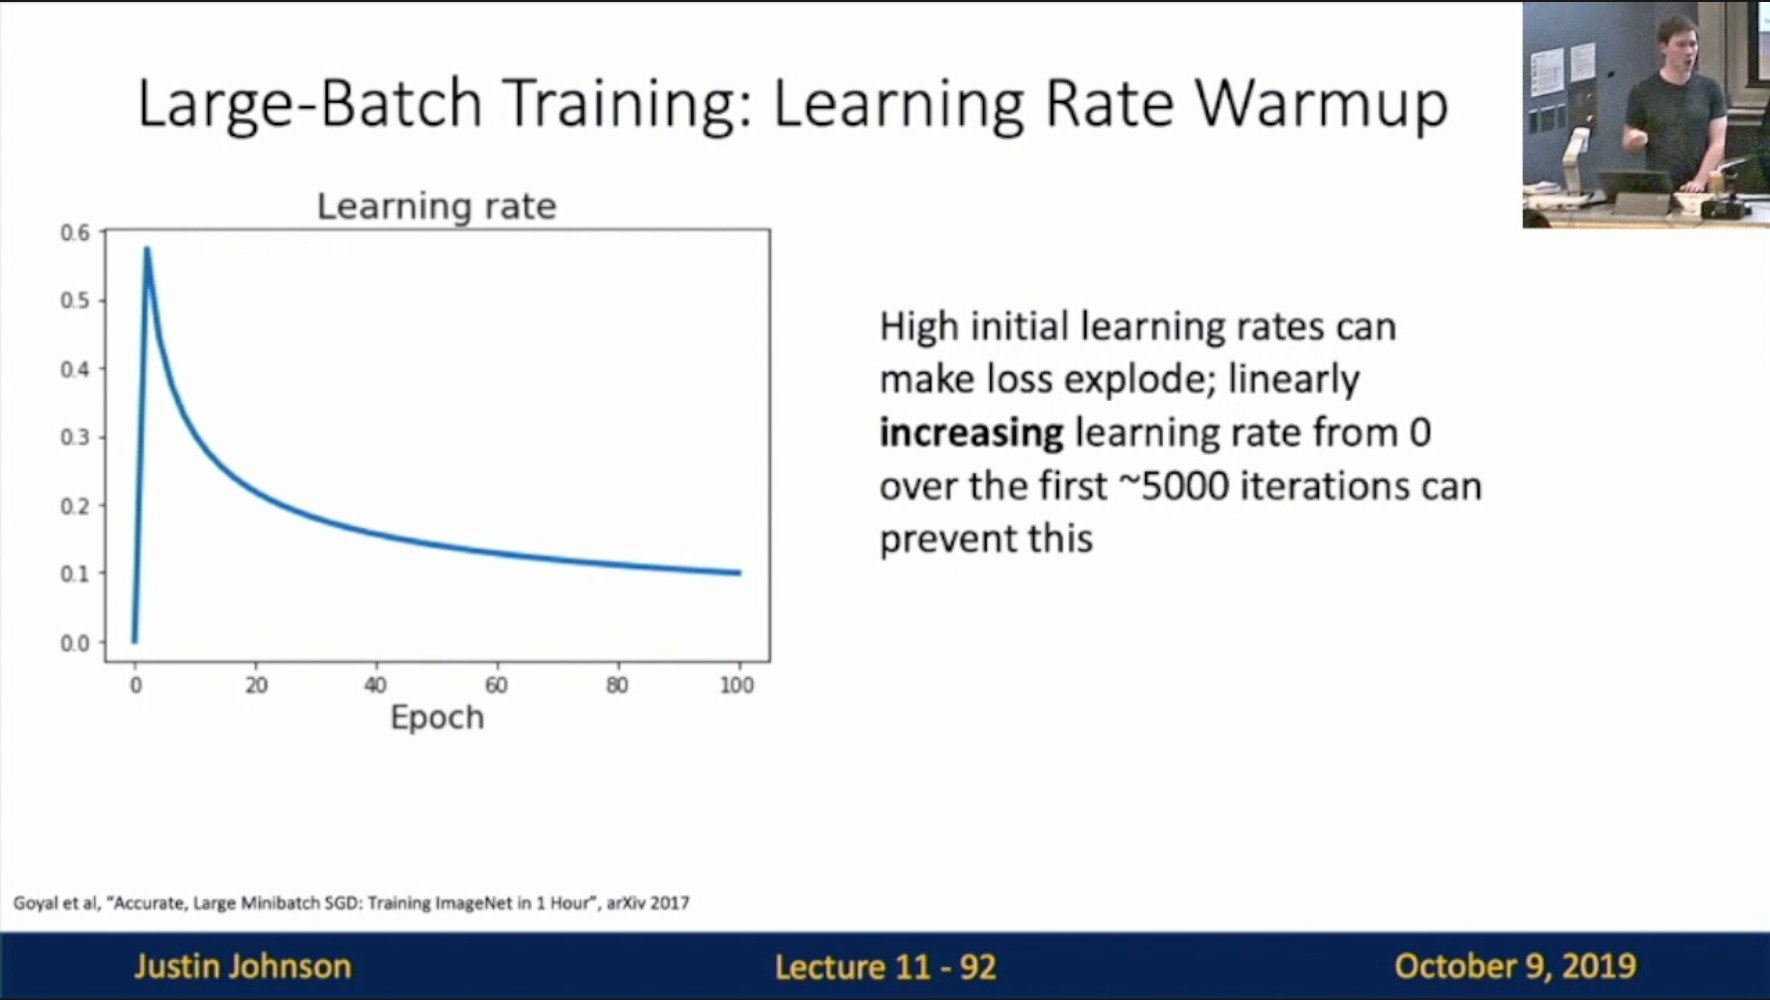 Large-Batch Training: Learning Rate Warmup
Learning rate
0.6
0.5
0.4
0.3
0.2
0.1
0.0
0 20 40 60 80 100
Epoch
High initial learning rates can
make loss explode; linearly
increasing learning rate from 0
over the first ~5000 iterations can
prevent this
Goyal et al, "Accurate, Large Minibatch SGD: Training ImageNet in 1 Hour", arXiv 2017
Justin Johnson
Lecture 11 - 92
October 9, 2019